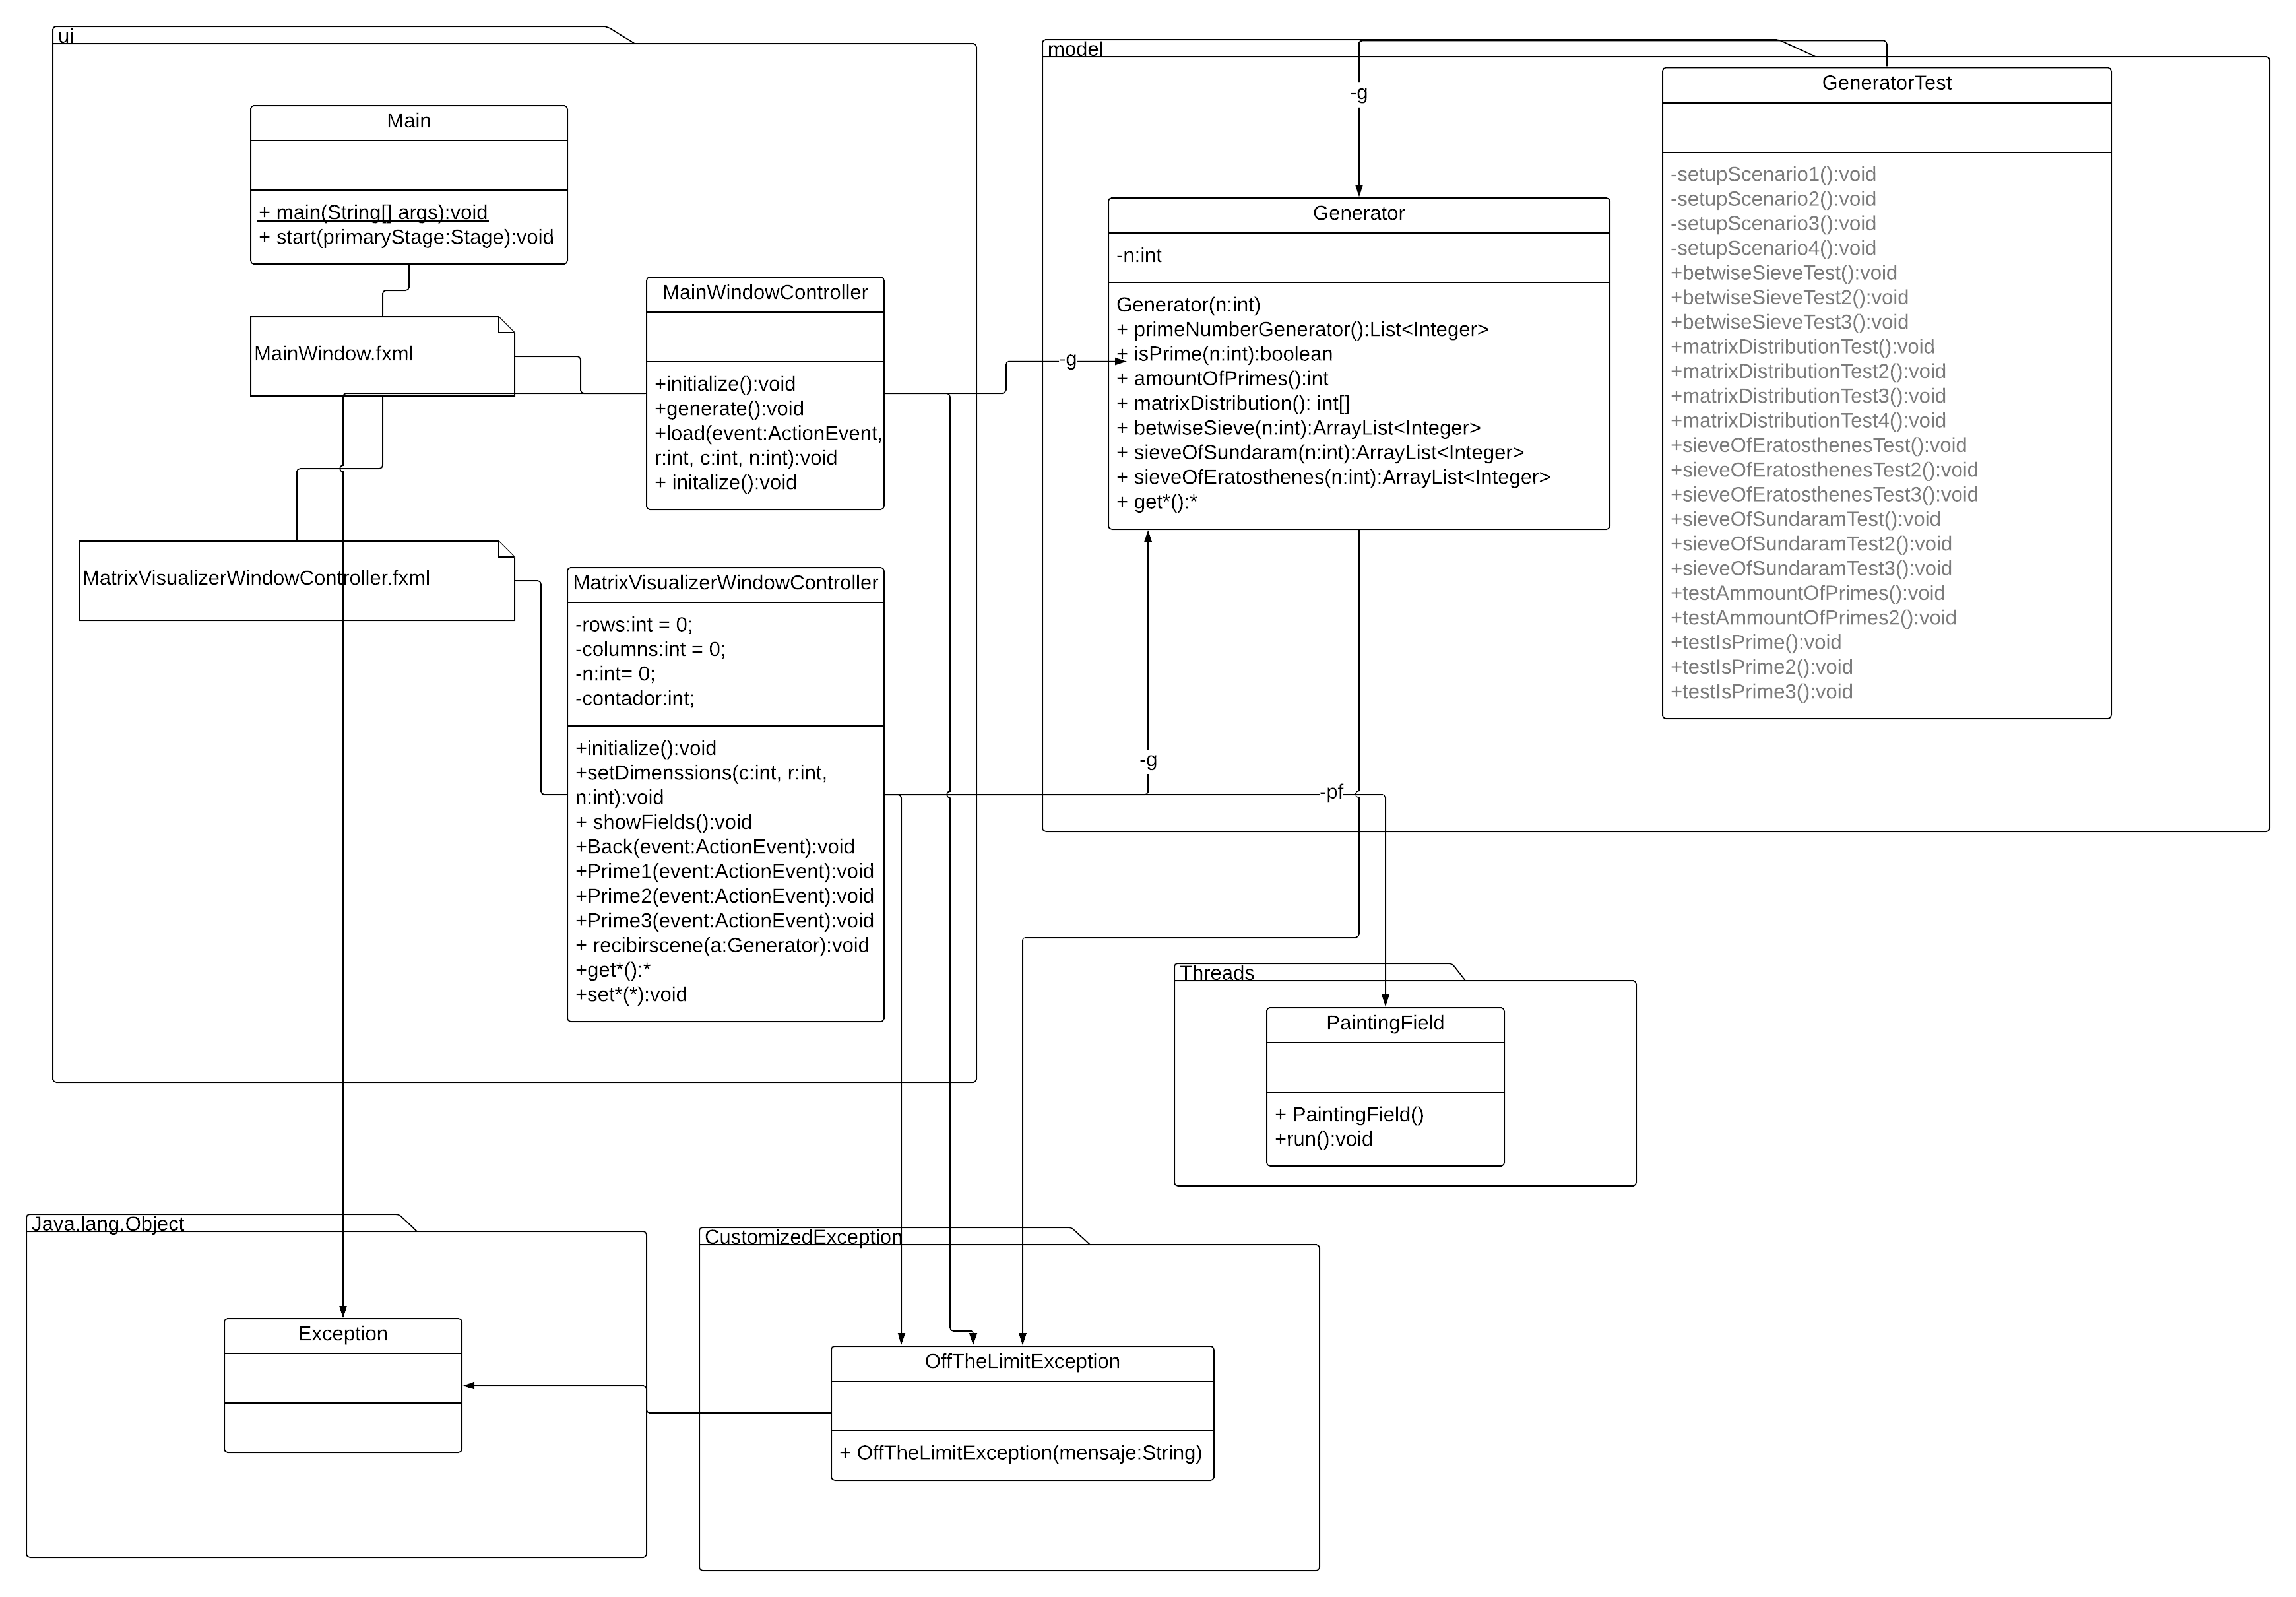 ui
Main
+ main(String[] args):void
+ start(primaryStage:Stage):void
MainWindow.fxml
MainWindowController
+initialize():void
+generate():void
+load(event:ActionEvent,
r:int, c:int, n:int):void
+ initalize():void
MatrixVisualizerWindowController.fxml
MatrixVisualizerWindowController
-rows:int = 0;
-columns:int = 0;
-n:int= 0;
-contador:int;
+initialize():void
+setDimenssions(c:int, r:int,
n:int):void
+ showFields():void
+Back(event:ActionEvent):void
+Prime1(event:ActionEvent):void
+Prime2(event:ActionEvent):void
+Prime3(event:ActionEvent):void
+ recibirscene(a:Generator):void
+get*():*
+set*(*):void
model
-g
Generator
-n:int
Generator(n:int)
+ primeNumberGenerator():List<Integer>
+ isPrime(n:int):boolean
+ amountOfPrimes():int
+ matrixDistribution(): int[]
+ betwiseSieve(n:int):ArrayList<Integer>
+ sieveOfSundaram(n:int):ArrayList<Integer>
+ sieveOfEratosthenes(n:int):ArrayList<Integer>
+ get*():*
-g
-g
-pf
GeneratorTest
-setupScenario1():void
-setupScenario2():void
-setupScenario3():void
-setupScenario4():void
+betwiseSieveTest():void
+betwiseSieveTest2():void
+betwiseSieveTest3():void
+matrixDistributionTest():void
+matrixDistributionTest2():void
+matrixDistributionTest3():void
+matrixDistributionTest4():void
+sieveOfEratosthenesTest():void
+sieveOfEratosthenesTest2():void
+sieveOfEratosthenesTest3():void
+sieveOfSundaramTest():void
+sieveOfSundaramTest2():void
+sieveOfSundaramTest3():void
+testAmmountOfPrimes():void
+testAmmountOfPrimes2():void
+testIsPrime():void
+testIsPrime2():void
+testIsPrime3():void
Threads
PaintingField
+ PaintingField()
+run():void
Java.lang.Object
Exception
CustomizedException
OffTheLimitException
+ OffTheLimitException(mensaje:String)